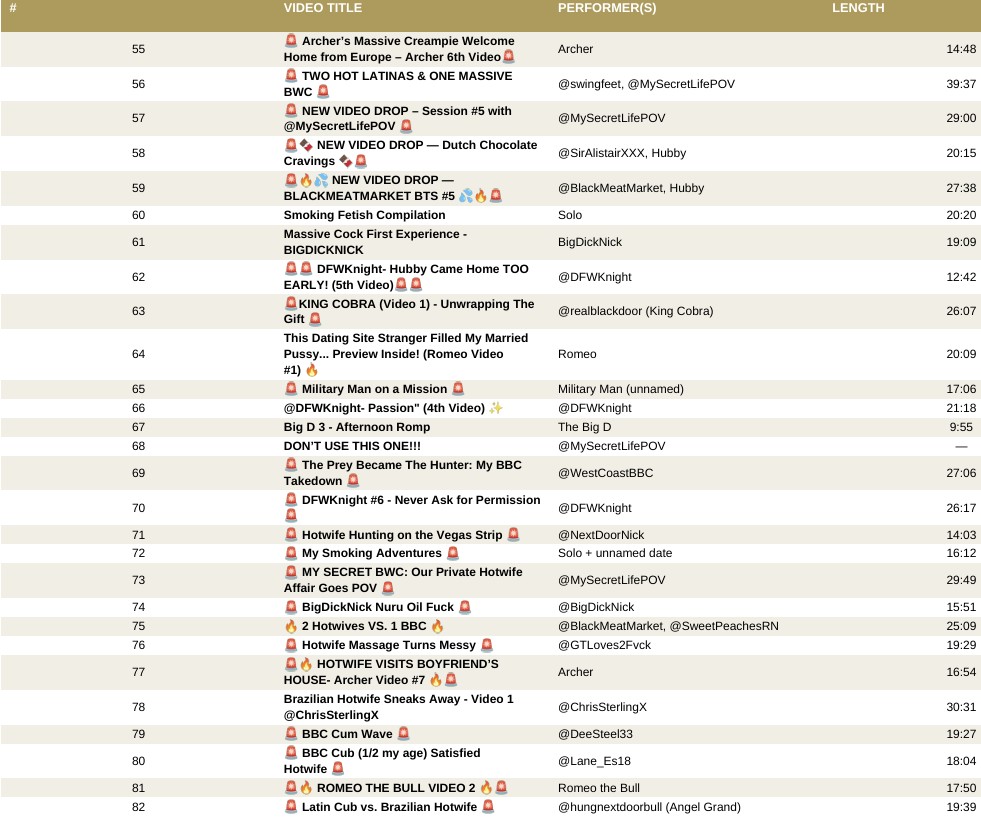 # VIDEO TITLE PERFORMER(S) LENGTH
55 🚨 Archer’s Massive Creampie Welcome Home from Europe – Archer 6th Video🚨 Archer 14:48
56 🚨 TWO HOT LATINAS & ONE MASSIVE BWC 🚨 @swingfeet, @MySecretLifePOV 39:37
57 🚨 NEW VIDEO DROP – Session #5 with @MySecretLifePOV 🚨 @MySecretLifePOV 29:00
58 🚨🍫 NEW VIDEO DROP — Dutch Chocolate Cravings 🍫🚨 @SirAlistairXXX, Hubby 20:15
59 🚨🔥💦 NEW VIDEO DROP — BLACKMEATMARKET BTS #5 💦🔥🚨 @BlackMeatMarket, Hubby 27:38
60 Smoking Fetish Compilation Solo 20:20
61 Massive Cock First Experience - BIGDICKNICK BigDickNick 19:09
62 🚨🚨 DFWKnight- Hubby Came Home TOO EARLY! (5th Video)🚨🚨 @DFWKnight 12:42
63 🚨KING COBRA (Video 1) - Unwrapping The Gift 🚨 @realblackdoor (King Cobra) 26:07
64 This Dating Site Stranger Filled My Married Pussy... Preview Inside! (Romeo Video #1) 🔥 Romeo 20:09
65 🚨 Military Man on a Mission 🚨 Military Man (unnamed) 17:06
66 @DFWKnight- Passion" (4th Video) ✨ @DFWKnight 21:18
67 Big D 3 - Afternoon Romp The Big D 9:55
68 DON’T USE THIS ONE!!! @MySecretLifePOV —
69 🚨 The Prey Became The Hunter: My BBC Takedown 🚨 @WestCoastBBC 27:06
70 🚨 DFWKnight #6 - Never Ask for Permission 🚨 @DFWKnight 26:17
71 🚨 Hotwife Hunting on the Vegas Strip 🚨 @NextDoorNick 14:03
72 🚨 My Smoking Adventures 🚨 Solo + unnamed date 16:12
73 🚨 MY SECRET BWC: Our Private Hotwife Affair Goes POV 🚨 @MySecretLifePOV 29:49
74 🚨 BigDickNick Nuru Oil Fuck 🚨 @BigDickNick 15:51
75 🔥 2 Hotwives VS. 1 BBC 🔥 @BlackMeatMarket, @SweetPeachesRN 25:09
76 🚨 Hotwife Massage Turns Messy 🚨 @GTLoves2Fvck 19:29
77 🚨🔥 HOTWIFE VISITS BOYFRIEND’S HOUSE- Archer Video #7 🔥🚨 Archer 16:54
78 Brazilian Hotwife Sneaks Away - Video 1 @ChrisSterlingX @ChrisSterlingX 30:31
79 🚨 BBC Cum Wave 🚨 @DeeSteel33 19:27
80 🚨 BBC Cub (1/2 my age) Satisfied Hotwife 🚨 @Lane_Es18 18:04
81 🚨🔥 ROMEO THE BULL VIDEO 2 🔥🚨 Romeo the Bull 17:50
82 🚨 Latin Cub vs. Brazilian Hotwife 🚨 @hungnextdoorbull (Angel Grand) 19:39